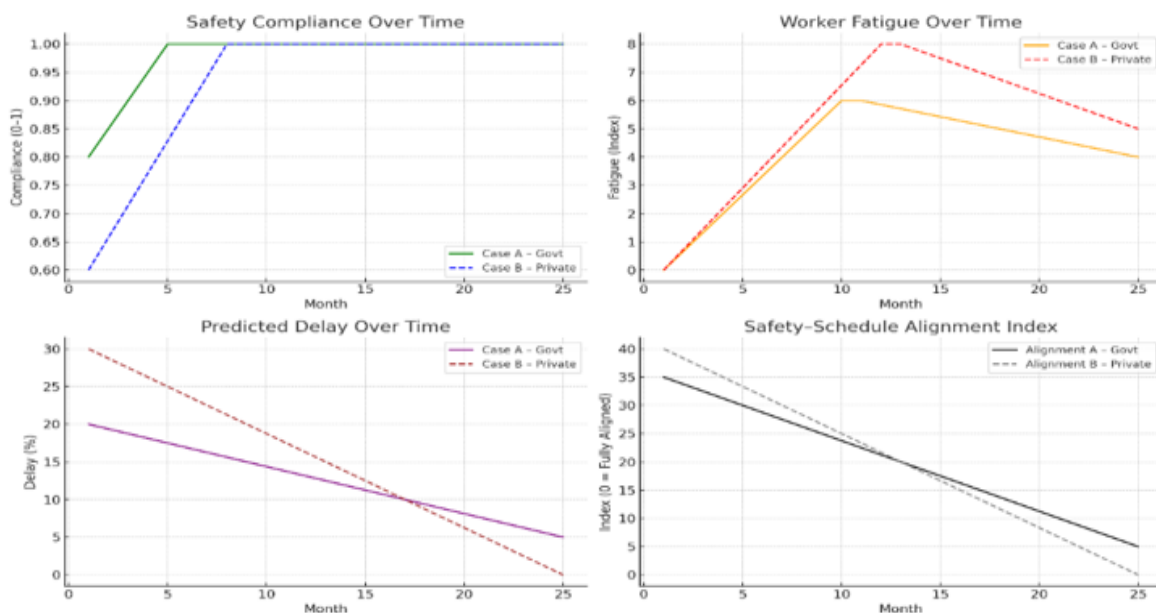 Safety Compliance Over Time
Compliance (0–1)
1.00
0.95
0.90
0.85
0.80
0.75
0.70
0.65
0.60
0 5 10 15 20 25
Month
Case A – Govt
Case B – Private
Worker Fatigue Over Time
Fatigue (Index)
8
7
6
5
4
3
2
1
0
0 5 10 15 20 25
Month
Case A – Govt
Case B – Private
Predicted Delay Over Time
Delay (%)
30
25
20
15
10
5
0
0 5 10 15 20 25
Month
Case A – Govt
Case B – Private
Safety–Schedule Alignment Index
Index (0 = Fully Aligned)
40
35
30
25
20
15
10
5
0
0 5 10 15 20 25
Month
Alignment A – Govt
Alignment B – Private